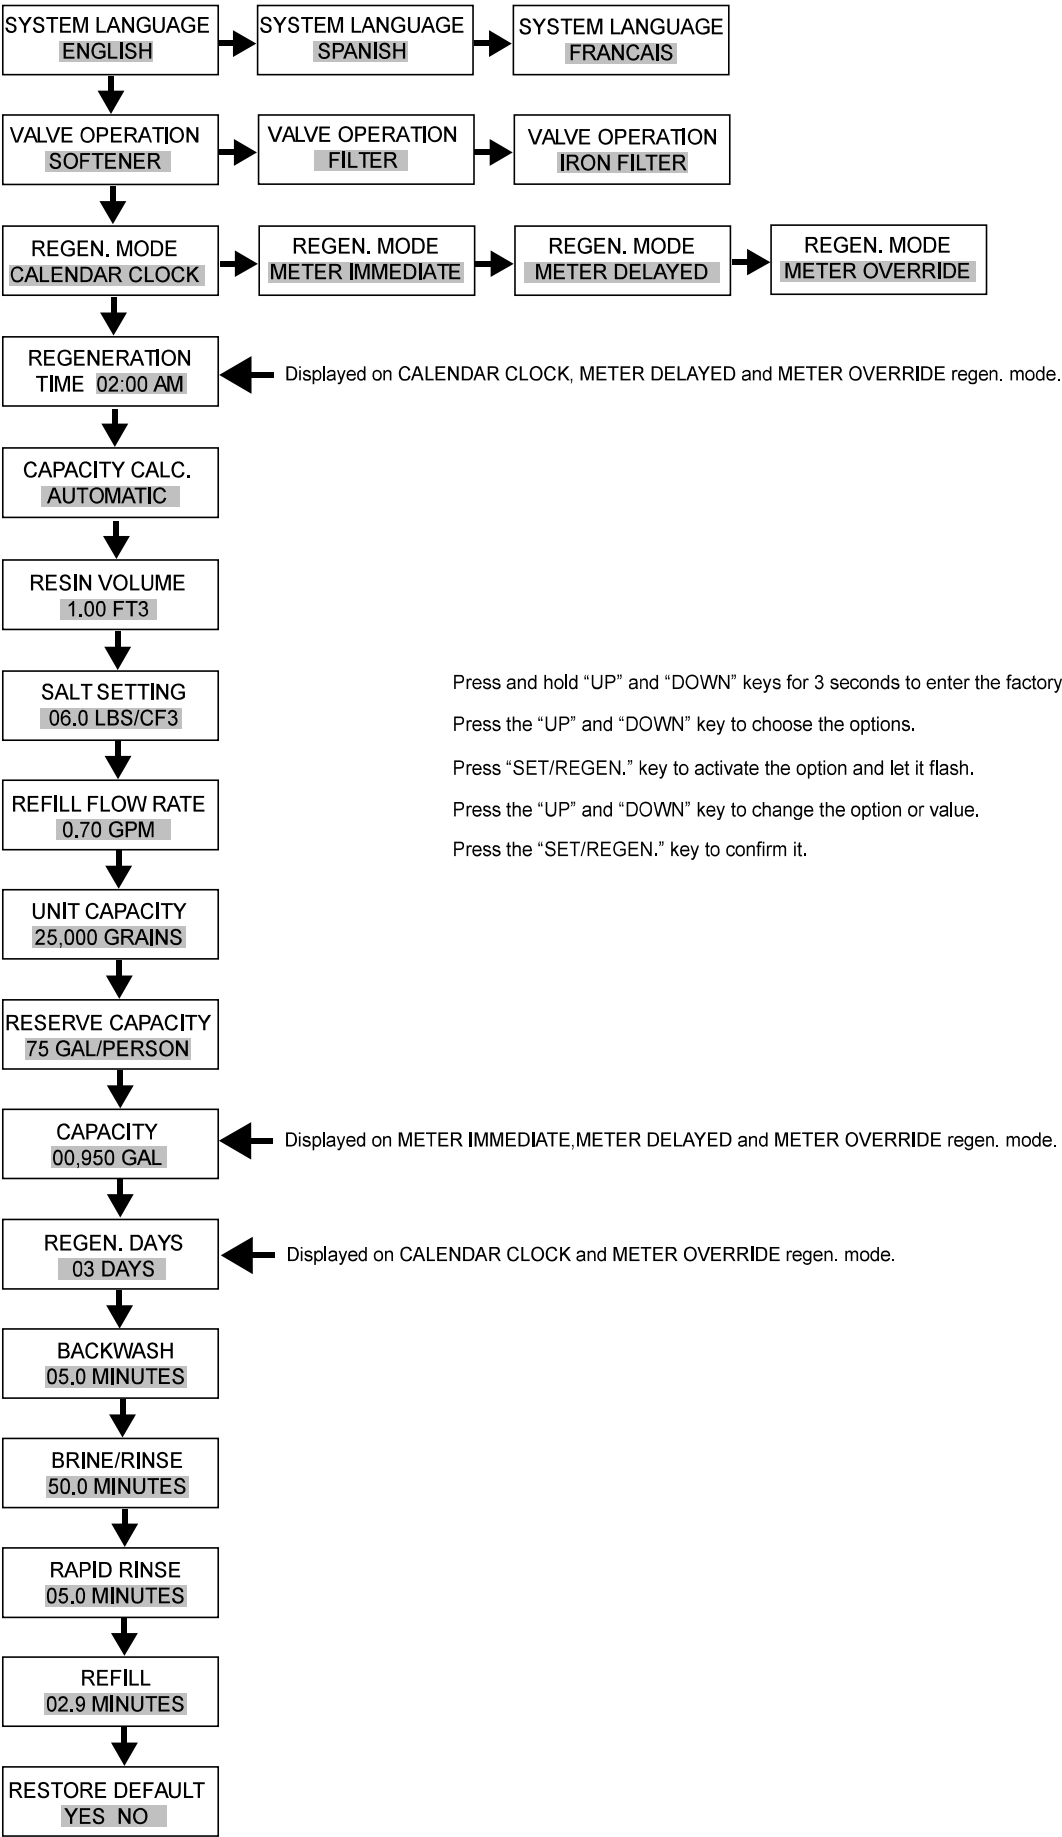 SYSTEM LANGUAGE
ENGLISH
SYSTEM LANGUAGE
SPANISH
SYSTEM LANGUAGE
FRANCAIS
VALVE OPERATION
SOFTENER
VALVE OPERATION
FILTER
VALVE OPERATION
IRON FILTER
REGEN. MODE
CALENDAR CLOCK
REGEN. MODE
METER IMMEDIATE
REGEN. MODE
METER DELAYED
REGEN. MODE
METER OVERRIDE
REGENERATION
TIME 02:00 AM
Displayed on CALENDAR CLOCK, METER DELAYED and METER OVERRIDE regen. mode.
CAPACITY CALC.
AUTOMATIC
RESIN VOLUME
1.00 FT3
SALT SETTING
06.0 LBS/CF3
REFILL FLOW RATE
0.70 GPM
Press and hold “UP” and “DOWN” keys for 3 seconds to enter the factory
Press the “UP” and “DOWN” key to choose the options.
Press “SET/REGEN.” key to activate the option and let it flash.
Press the “UP” and “DOWN” key to change the option or value.
Press the “SET/REGEN.” key to confirm it.
UNIT CAPACITY
25,000 GRAINS
RESERVE CAPACITY
75 GAL/PERSON
CAPACITY
00,950 GAL
Displayed on METER IMMEDIATE,METER DELAYED and METER OVERRIDE regen. mode.
REGEN. DAYS
03 DAYS
Displayed on CALENDAR CLOCK and METER OVERRIDE regen. mode.
BACKWASH
05.0 MINUTES
BRINE/RINSE
50.0 MINUTES
RAPID RINSE
05.0 MINUTES
REFILL
02.9 MINUTES
RESTORE DEFAULT
YES NO